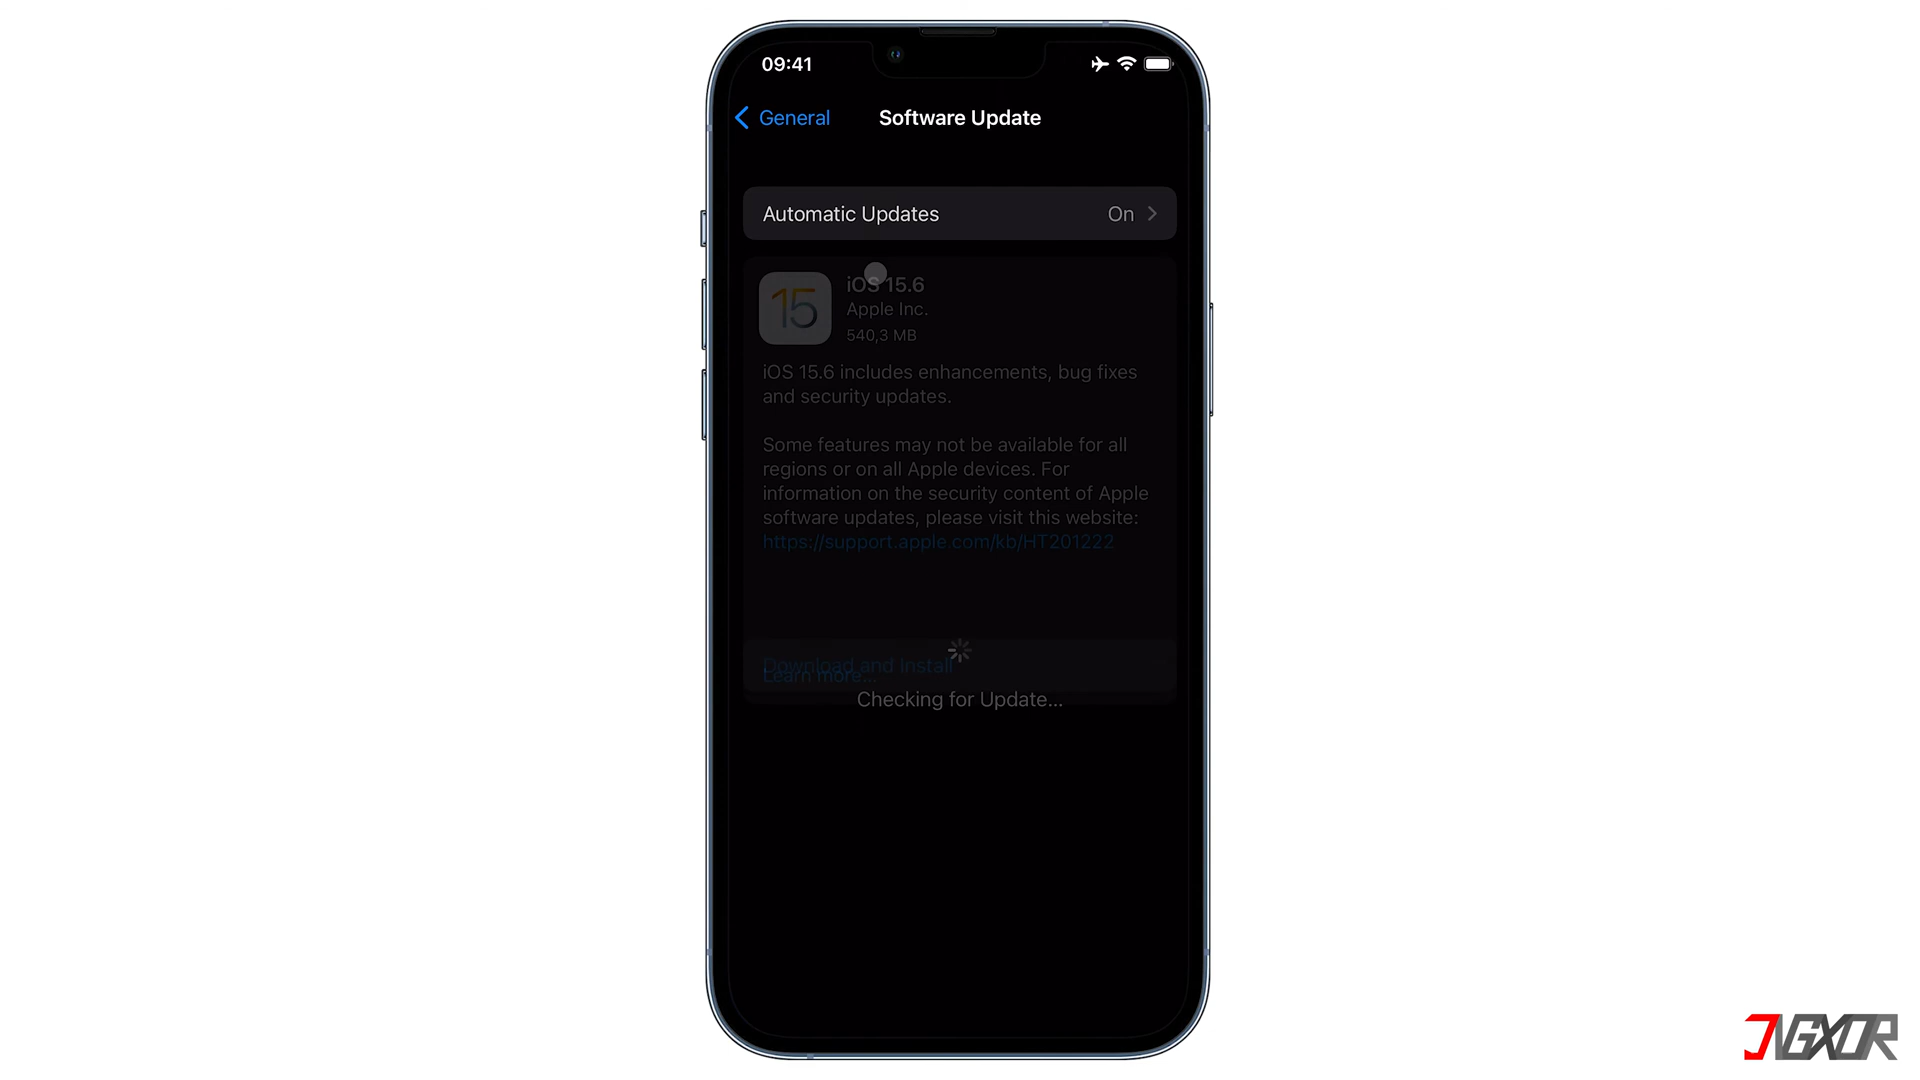 09:41
General
Software Update
Automatic Updates On
15
iOS 15.6
Apple Inc.
540,3 MB
iOS 15.6 includes enhancements, bug fixes
and security updates.
Some features may not be available for all
regions or on all Apple devices. For
information on the security content of Apple
software updates, please visit this website:
https://support.apple.com/kb/HT201222
Download and Install
Learn more...
Checking for Update...
JVGXOR